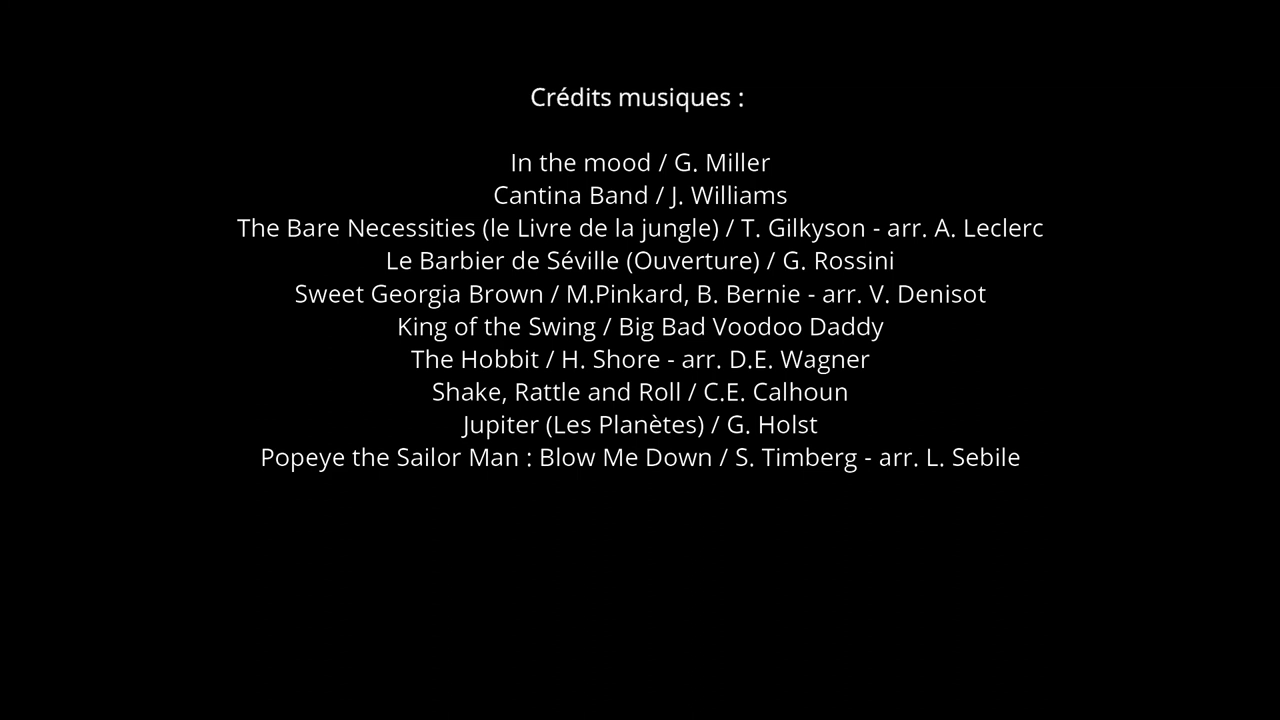 Crédits musiques :
In the mood / G. Miller
Cantina Band / J. Williams
The Bare Necessities (le Livre de la jungle) / T. Gilkyson - arr. A. Leclerc
Le Barbier de Séville (Ouverture) / G. Rossini
Sweet Georgia Brown / M.Pinkard, B. Bernie - arr. V. Denisot
King of the Swing / Big Bad Voodoo Daddy
The Hobbit / H. Shore - arr. D.E. Wagner
Shake, Rattle and Roll / C.E. Calhoun
Jupiter (Les Planètes) / G. Holst
Popeye the Sailor Man : Blow Me Down / S. Timberg - arr. L. Sebile